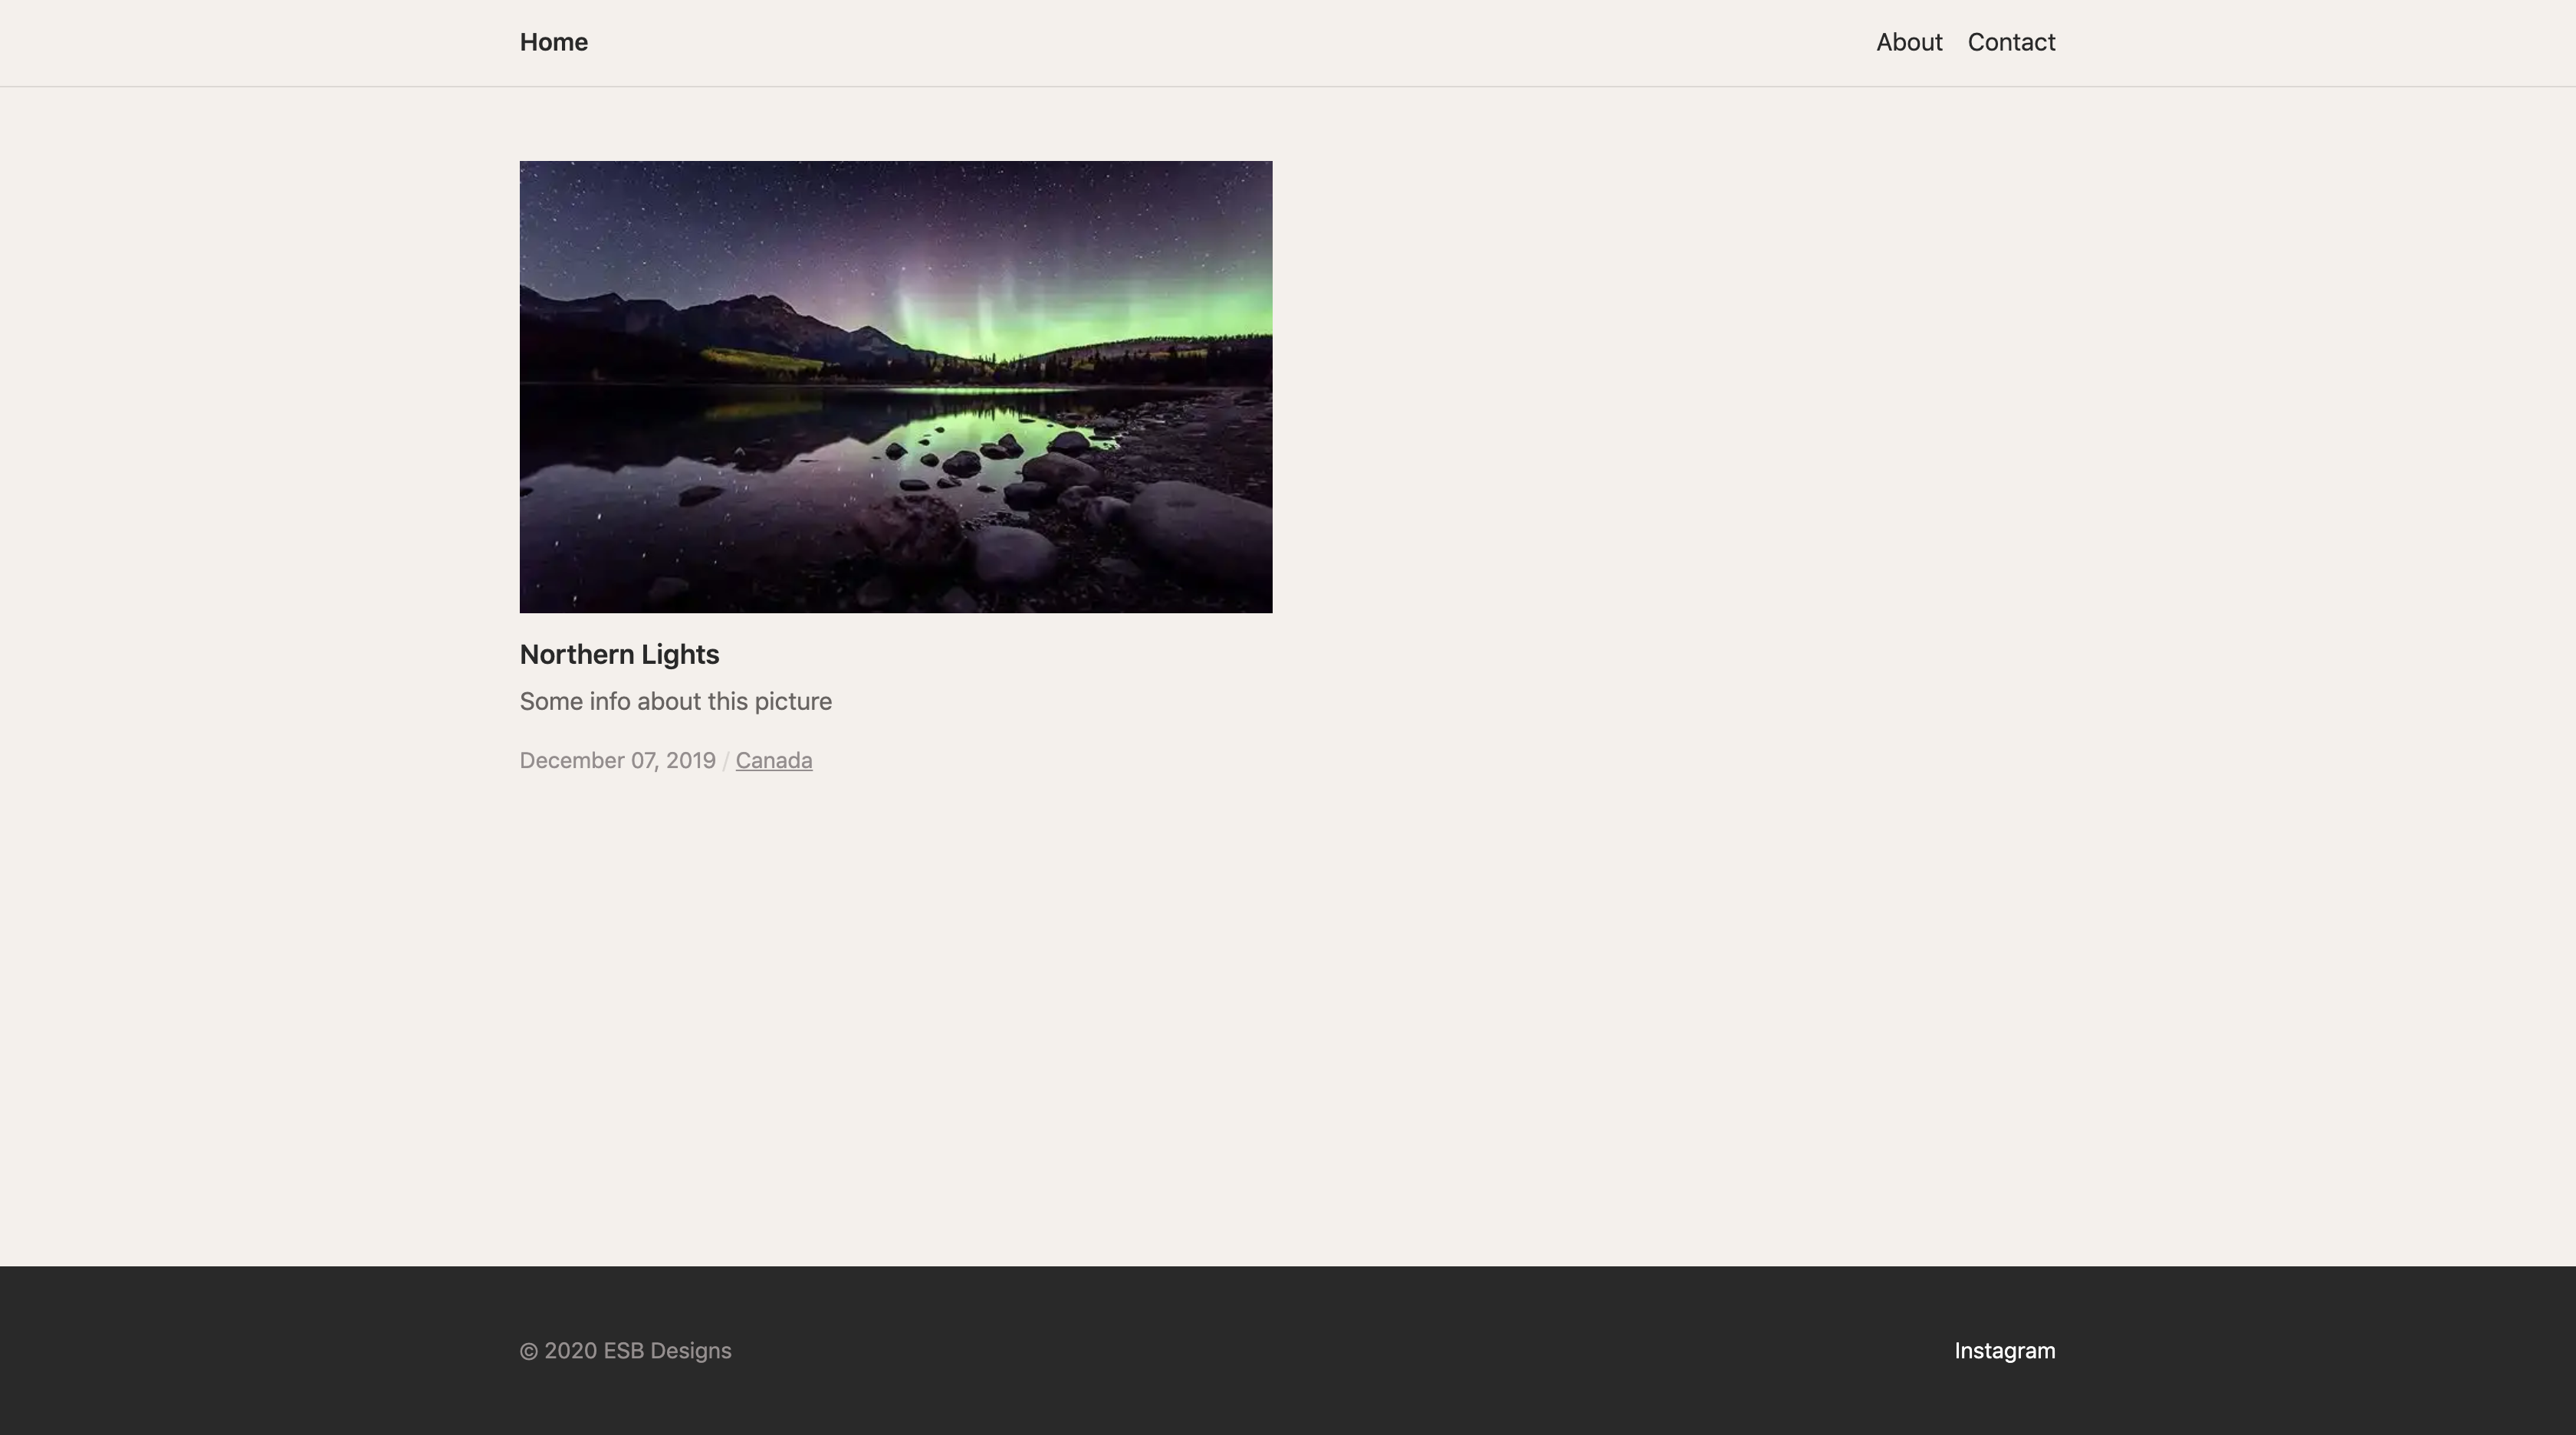 Home
About Contact
Northern Lights
Some info about this picture
December 07, 2019 / Canada
© 2020 ESB Designs
Instagram